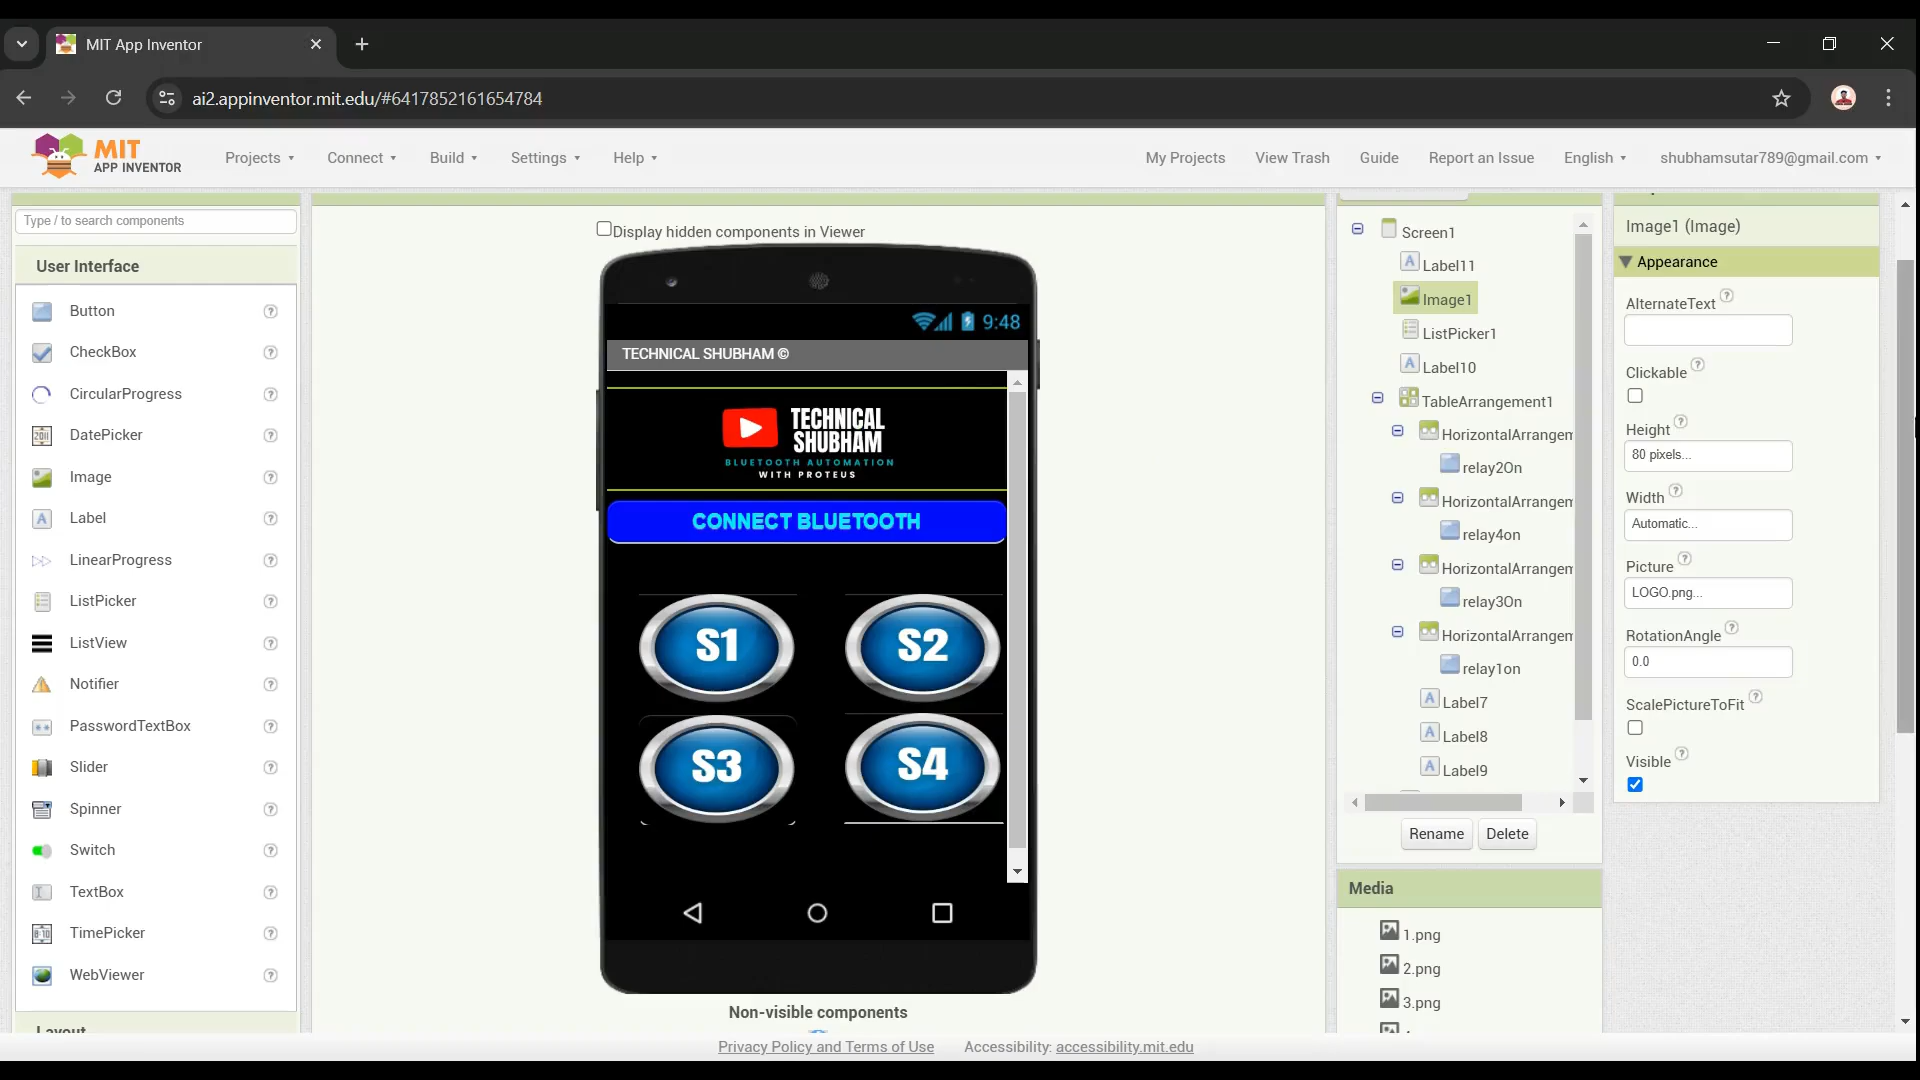 MIT App Inventor
ai2.appinventor.mit.edu/#6417852161654784
MIT
APP INVENTOR
Projects
Connect
Build
Settings
Help
My Projects
View Trash
Guide
Report an Issue
English
shubhamsutar789@gmail.com
Type / to search components
User Interface
Button
CheckBox
CircularProgress
DatePicker
Image
Label
LinearProgress
ListPicker
ListView
Notifier
PasswordTextBox
Slider
Spinner
Switch
TextBox
TimePicker
WebViewer
Layout
Display hidden components in Viewer
9:48
TECHNICAL SHUBHAM ©
TECHNICAL
SHUBHAM
BLUETOOTH AUTOMATION
WITH PROTEUS
CONNECT BLUETOOTH
S1
S2
S3
S4
Non-visible components
Screen1
Label11
Image1
ListPicker1
Label10
TableArrangement1
HorizontalArrangem
relay2On
HorizontalArrangem
relay4on
HorizontalArrangem
relay3On
HorizontalArrangem
relay1on
Label7
Label8
Label9
Rename
Delete
Media
1.png
2.png
3.png
Image1 (Image)
Appearance
AlternateText
Clickable
Height
80 pixels...
Width
Automatic...
Picture
LOGO.png...
RotationAngle
0.0
ScalePictureToFit
Visible
Privacy Policy and Terms of Use
Accessibility: accessibility.mit.edu